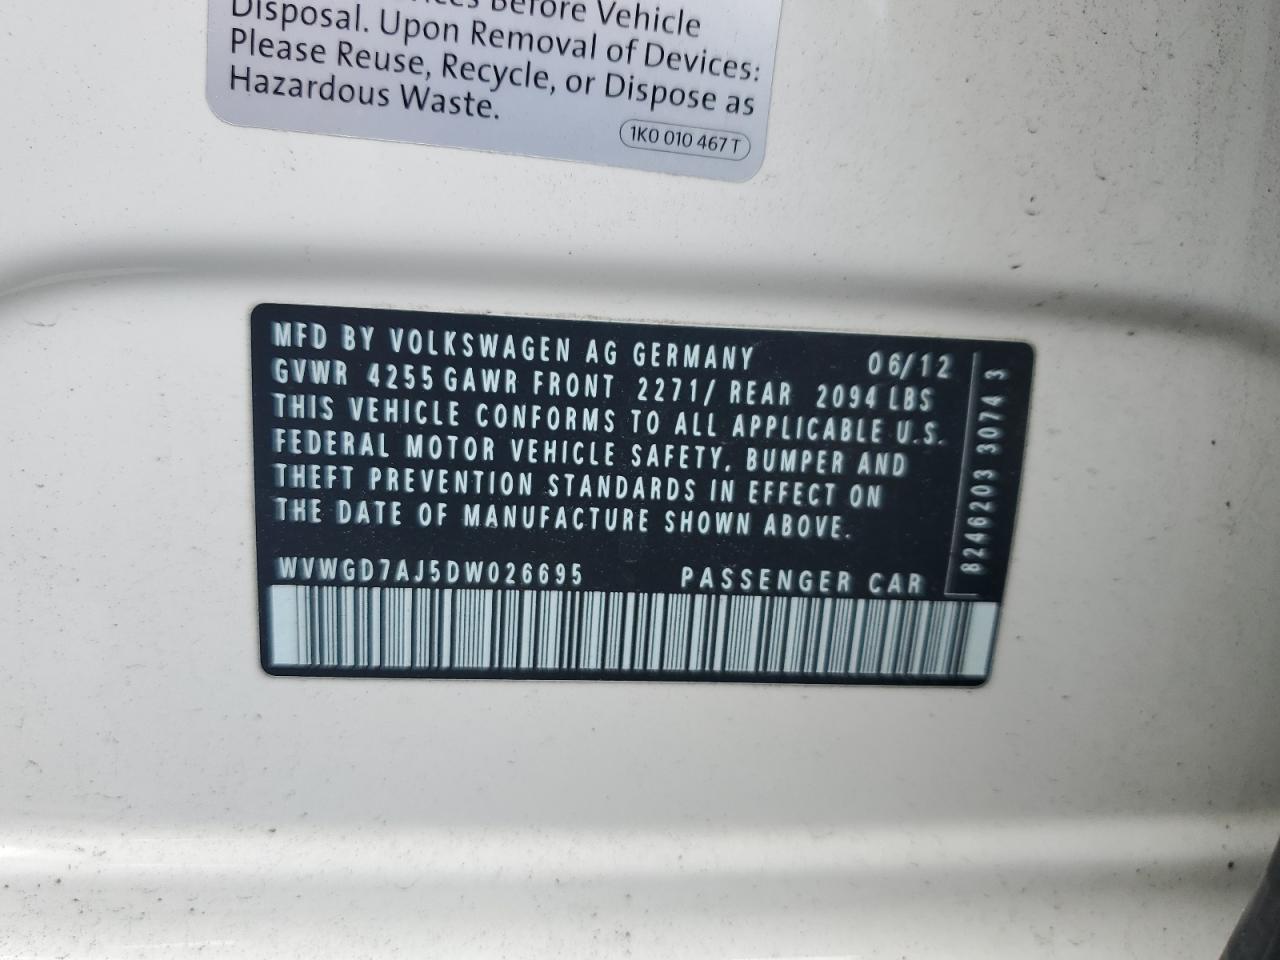 Before Vehicle
Disposal. Upon Removal of Devices:
Please Reuse, Recycle, or Dispose as
Hazardous Waste.
1K0 010 467 T
MFD BY VOLKSWAGEN AG GERMANY 06/12
GVWR 4255 GAWR FRONT 2271/ REAR 2094 LBS
THIS VEHICLE CONFORMS TO ALL APPLICABLE U.S.
FEDERAL MOTOR VEHICLE SAFETY, BUMPER AND
THEFT PREVENTION STANDARDS IN EFFECT ON
THE DATE OF MANUFACTURE SHOWN ABOVE.
WVWGD7AJ5DW026695 PASSENGER CAR
8246203 3074 3